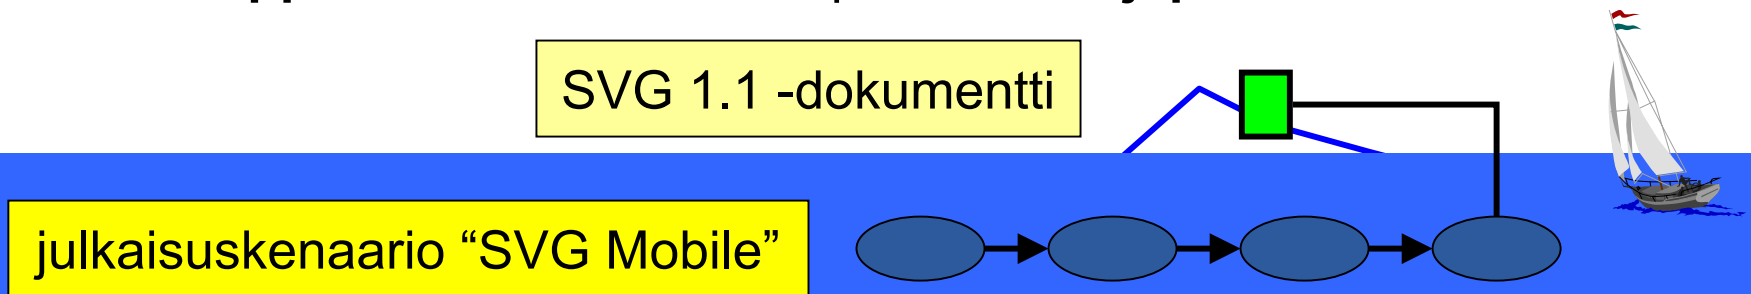 SVG 1.1 -dokumentti
julkaisuskenaario “SVG Mobile”